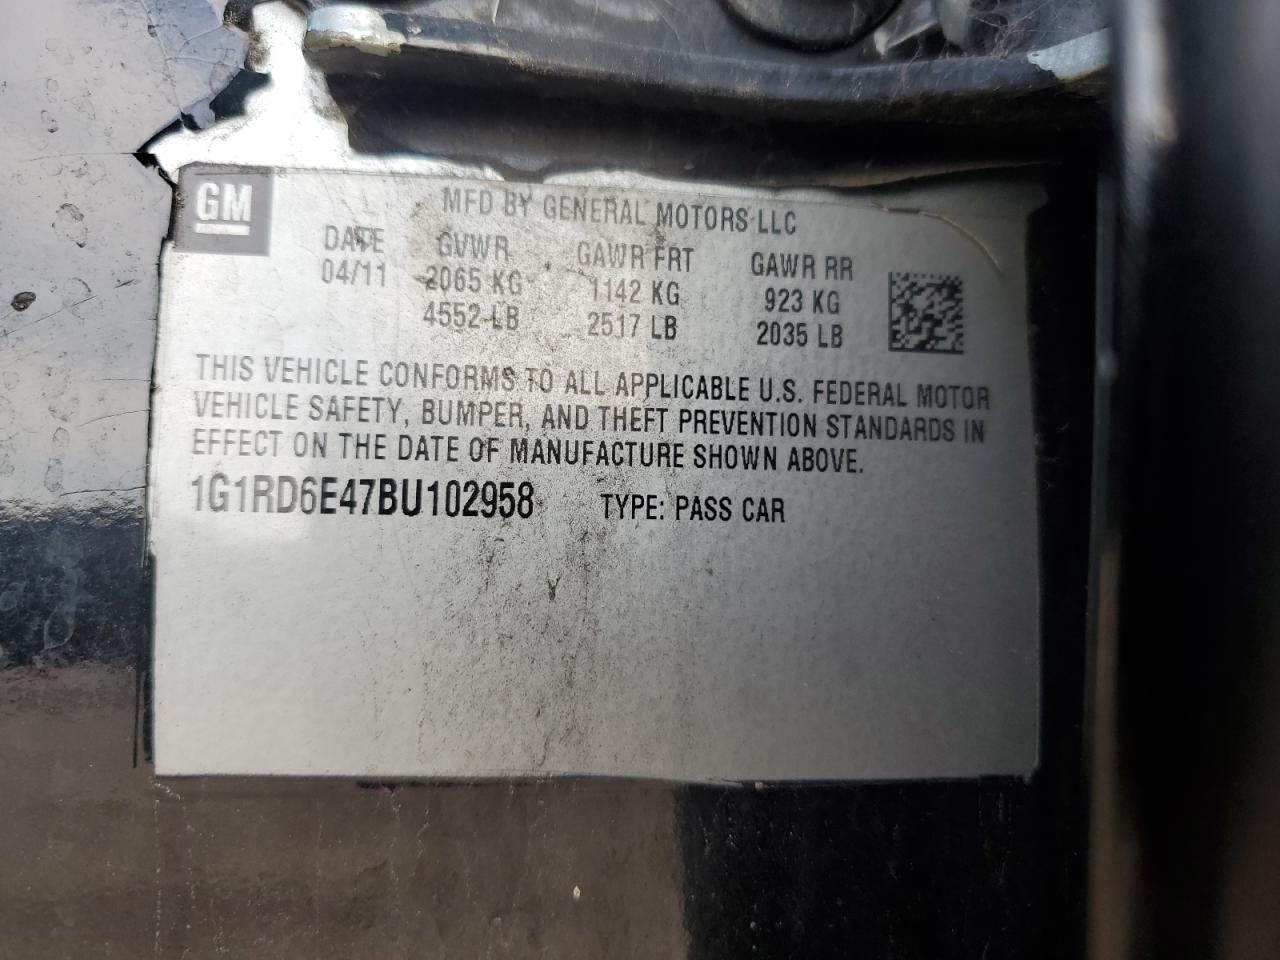 GM
MFD BY GENERAL MOTORS LLC
DATE GVWR GAWR FRT GAWR RR
04/11 2065 KG 1142 KG 923 KG
4552 LB 2517 LB 2035 LB
THIS VEHICLE CONFORMS TO ALL APPLICABLE U.S. FEDERAL MOTOR
VEHICLE SAFETY, BUMPER, AND THEFT PREVENTION STANDARDS IN
EFFECT ON THE DATE OF MANUFACTURE SHOWN ABOVE.
1G1RD6E47BU102958 TYPE: PASS CAR